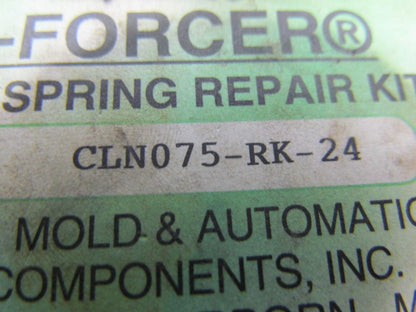 -FORCER®
SPRING REPAIR KIT
CLN075-RK-24
MOLD & AUTOMATIC
COMPONENTS, INC.